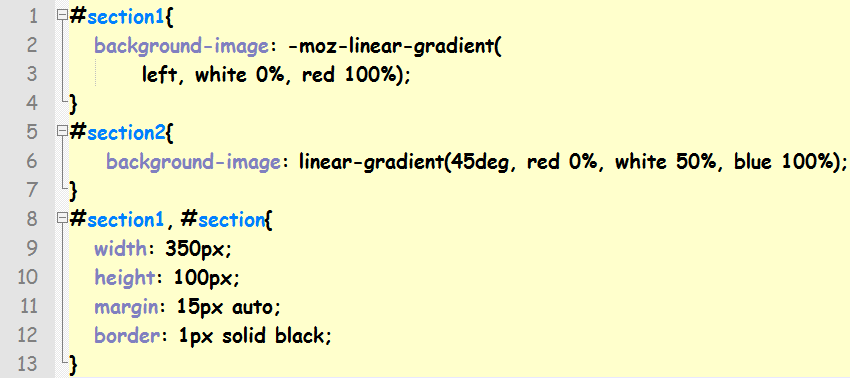 1 #section1{
2 background-image: -moz-linear-gradient(
3 left, white 0%, red 100%);
4 }
5 #section2{
6 background-image: linear-gradient(45deg, red 0%, white 50%, blue 100%);
7 }
8 #section1, #section{
9 width: 350px;
10 height: 100px;
11 margin: 15px auto;
12 border: 1px solid black;
13 }